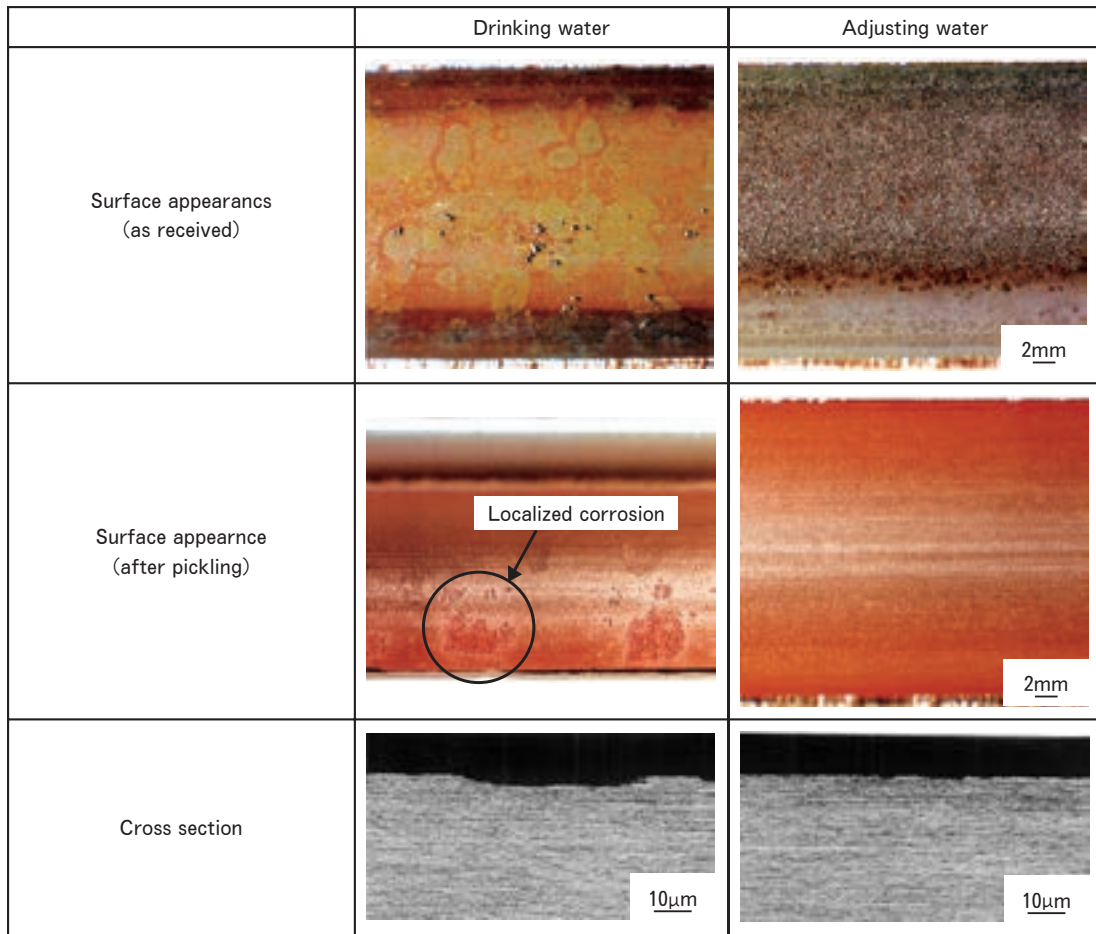 Drinking water
Adjusting water
Surface appearancs
(as received)
2mm
Surface appearnce
(after pickling)
Localized corrosion
2mm
Cross section
10μm
10μm